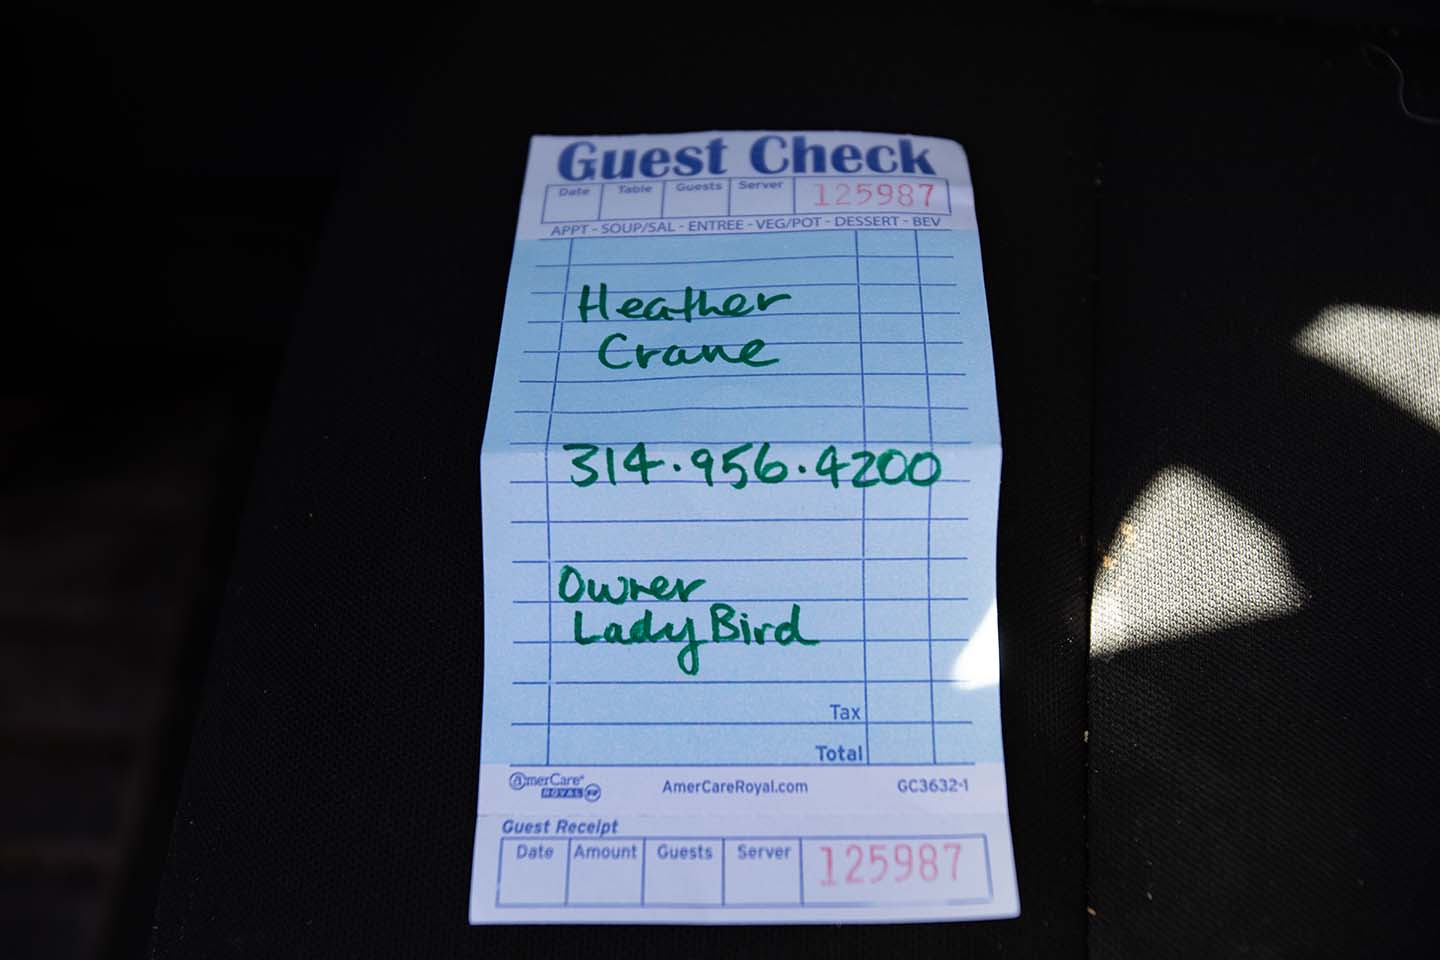 Guest Check
Date Table Guests Server 125987
APPT - SOUP/SAL - ENTREE - VEG/POT - DESSERT - BEV
Heather
Crane
314.956.4200
Owner
LadyBird
Tax
Total
AmerCare ROYAL AmerCareRoyal.com GC3632-1
Guest Receipt
Date Amount Guests Server 125987